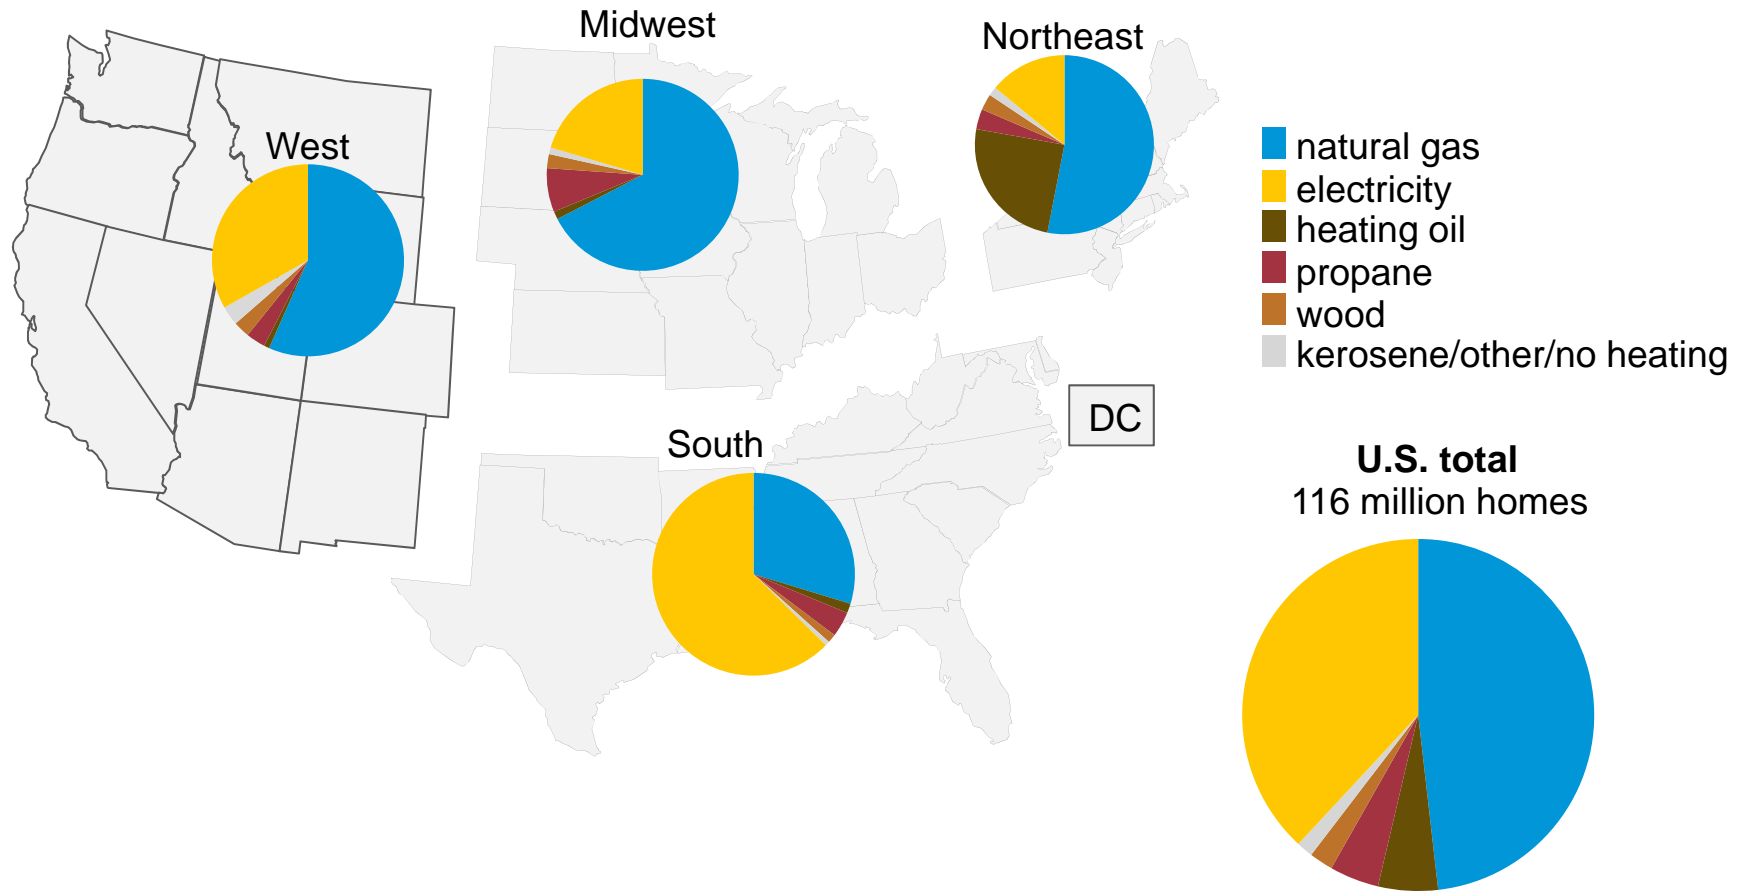 Midwest
Northeast
West
natural gas
electricity
heating oil
propane
wood
kerosene/other/no heating
DC
South
U.S. total
116 million homes